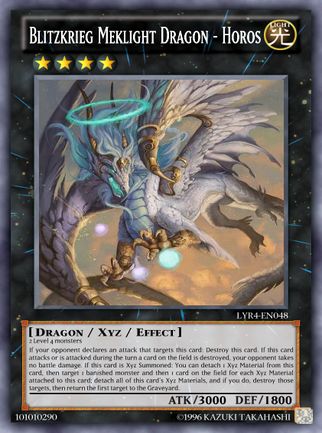 BLITZKRIEG MEKLIGHT DRAGON - HOROS
LIGHT
光
LYR4-EN048
[ DRAGON / XYZ / EFFECT ]
2 Level 4 monsters
If your opponent declares an attack that targets this card: Destroy this card. If this card
attacks or is attacked during the turn a card on the field is destroyed, your opponent takes
no battle damage. If this card is Xyz Summoned: You can detach 1 Xyz Material from this
card, then target 1 banished monster and then 1 card on the field for each Xyz Material
attached to this card; detach all of this card's Xyz Materials, and if you do, destroy those
targets, then return the first target to the Graveyard.
ATK/3000 DEF/1800
101010290
©1996 KAZUKI TAKAHASHI